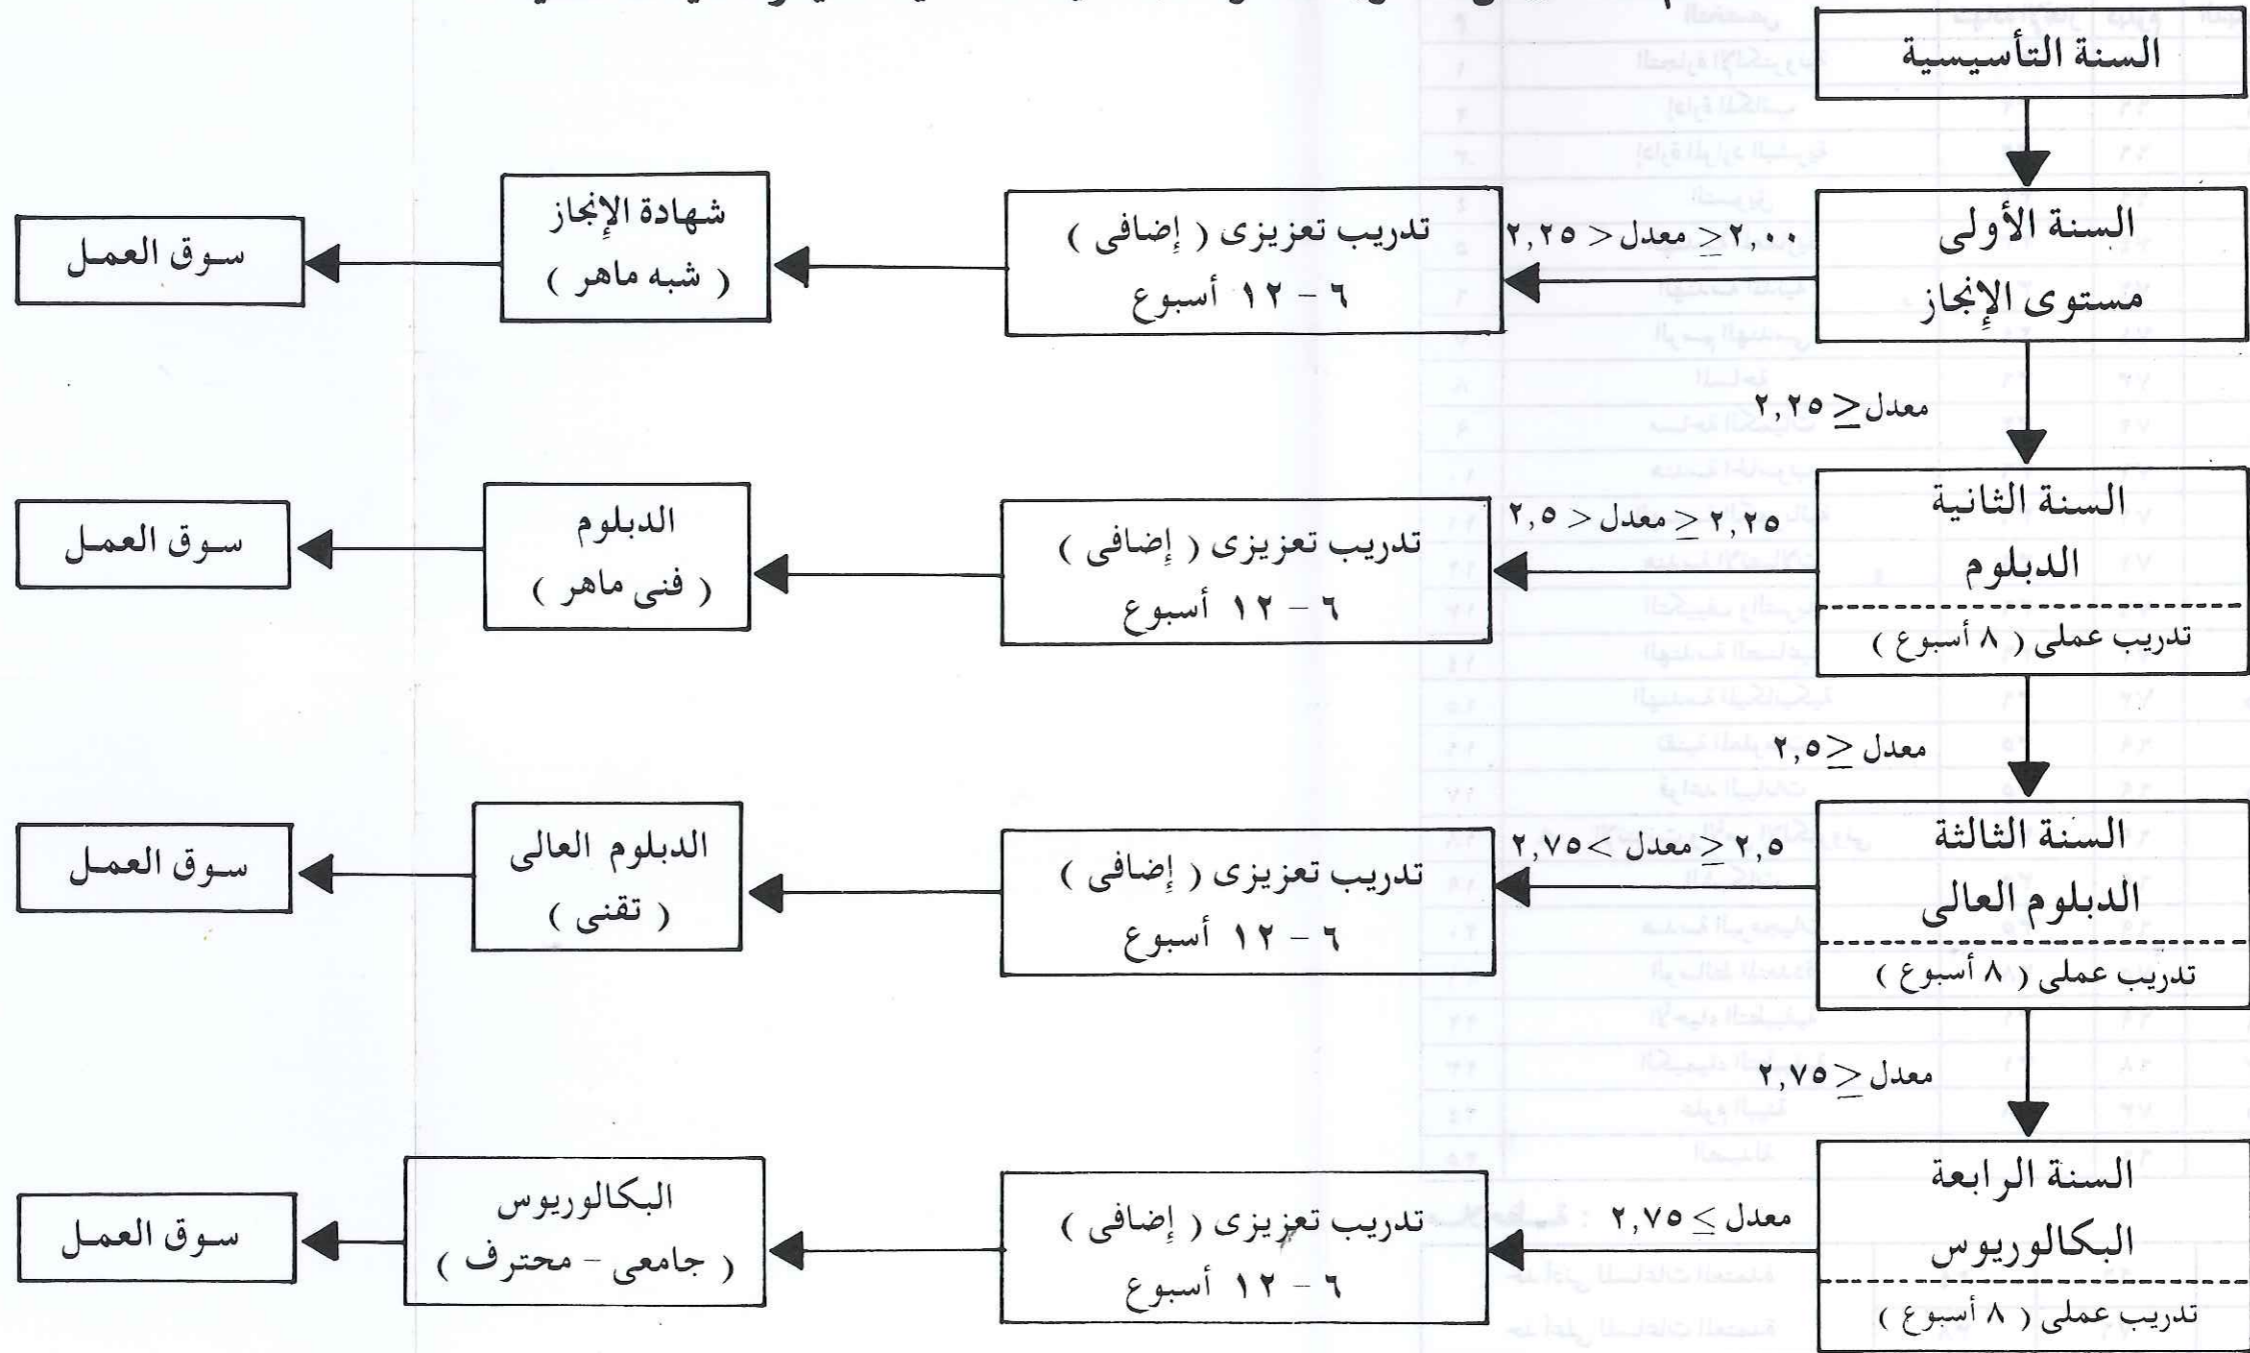 السنة التأسيسية
السنة الأولى
مستوى الإنجاز
٢,٠٠ ≥ معدل > ٢,٢٥
تدريب تعزيزى ( إضافى )
٦ - ١٢ أسبوع
شهادة الإنجاز
( شبه ماهر )
سوق العمل
معدل ≤ ٢,٢٥
السنة الثانية
الدبلوم
تدريب عملى ( ٨ أسبوع )
٢,٢٥ ≥ معدل > ٢,٥
تدريب تعزيزى ( إضافى )
٦ - ١٢ أسبوع
الدبلوم
( فنى ماهر )
سوق العمل
معدل ≤ ٢,٥
السنة الثالثة
الدبلوم العالى
تدريب عملى ( ٨ أسبوع )
٢,٥ ≥ معدل < ٢,٧٥
تدريب تعزيزى ( إضافى )
٦ - ١٢ أسبوع
الدبلوم العالى
( تقنى )
سوق العمل
معدل ≤ ٢,٧٥
السنة الرابعة
البكالوريوس
تدريب عملى ( ٨ أسبوع )
معدل ≥ ٢,٧٥
تدريب تعزيزى ( إضافى )
٦ - ١٢ أسبوع
البكالوريوس
( جامعى - محترف )
سوق العمل